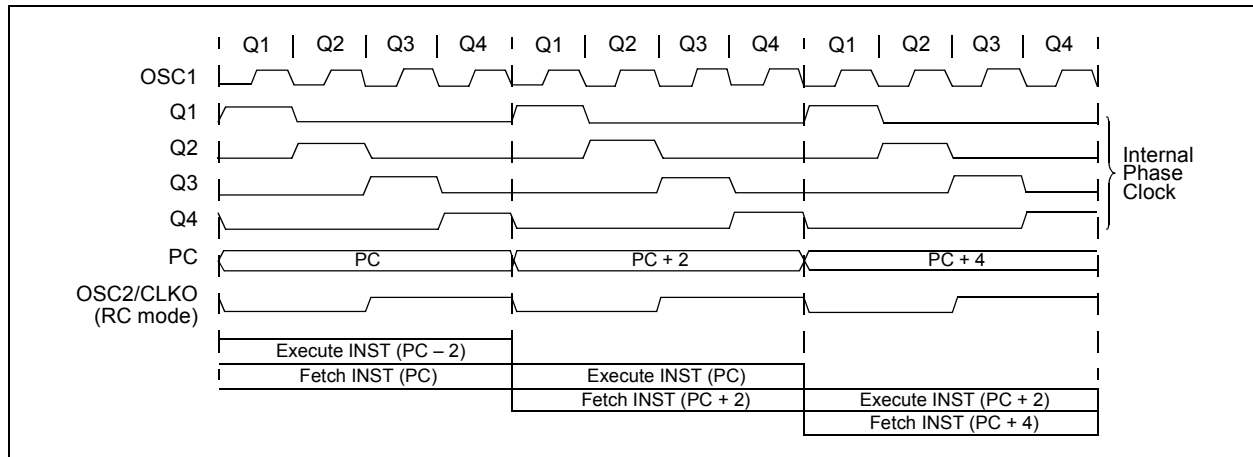 Q1 | Q2 | Q3 | Q4 | Q1 | Q2 | Q3 | Q4 | Q1 | Q2 | Q3 | Q4
OSC1
Q1
Q2
Q3
Q4
Internal
Phase
Clock
PC
PC
PC + 2
PC + 4
OSC2/CLKO
(RC mode)
Execute INST (PC – 2)
Fetch INST (PC)
Execute INST (PC)
Fetch INST (PC + 2)
Execute INST (PC + 2)
Fetch INST (PC + 4)